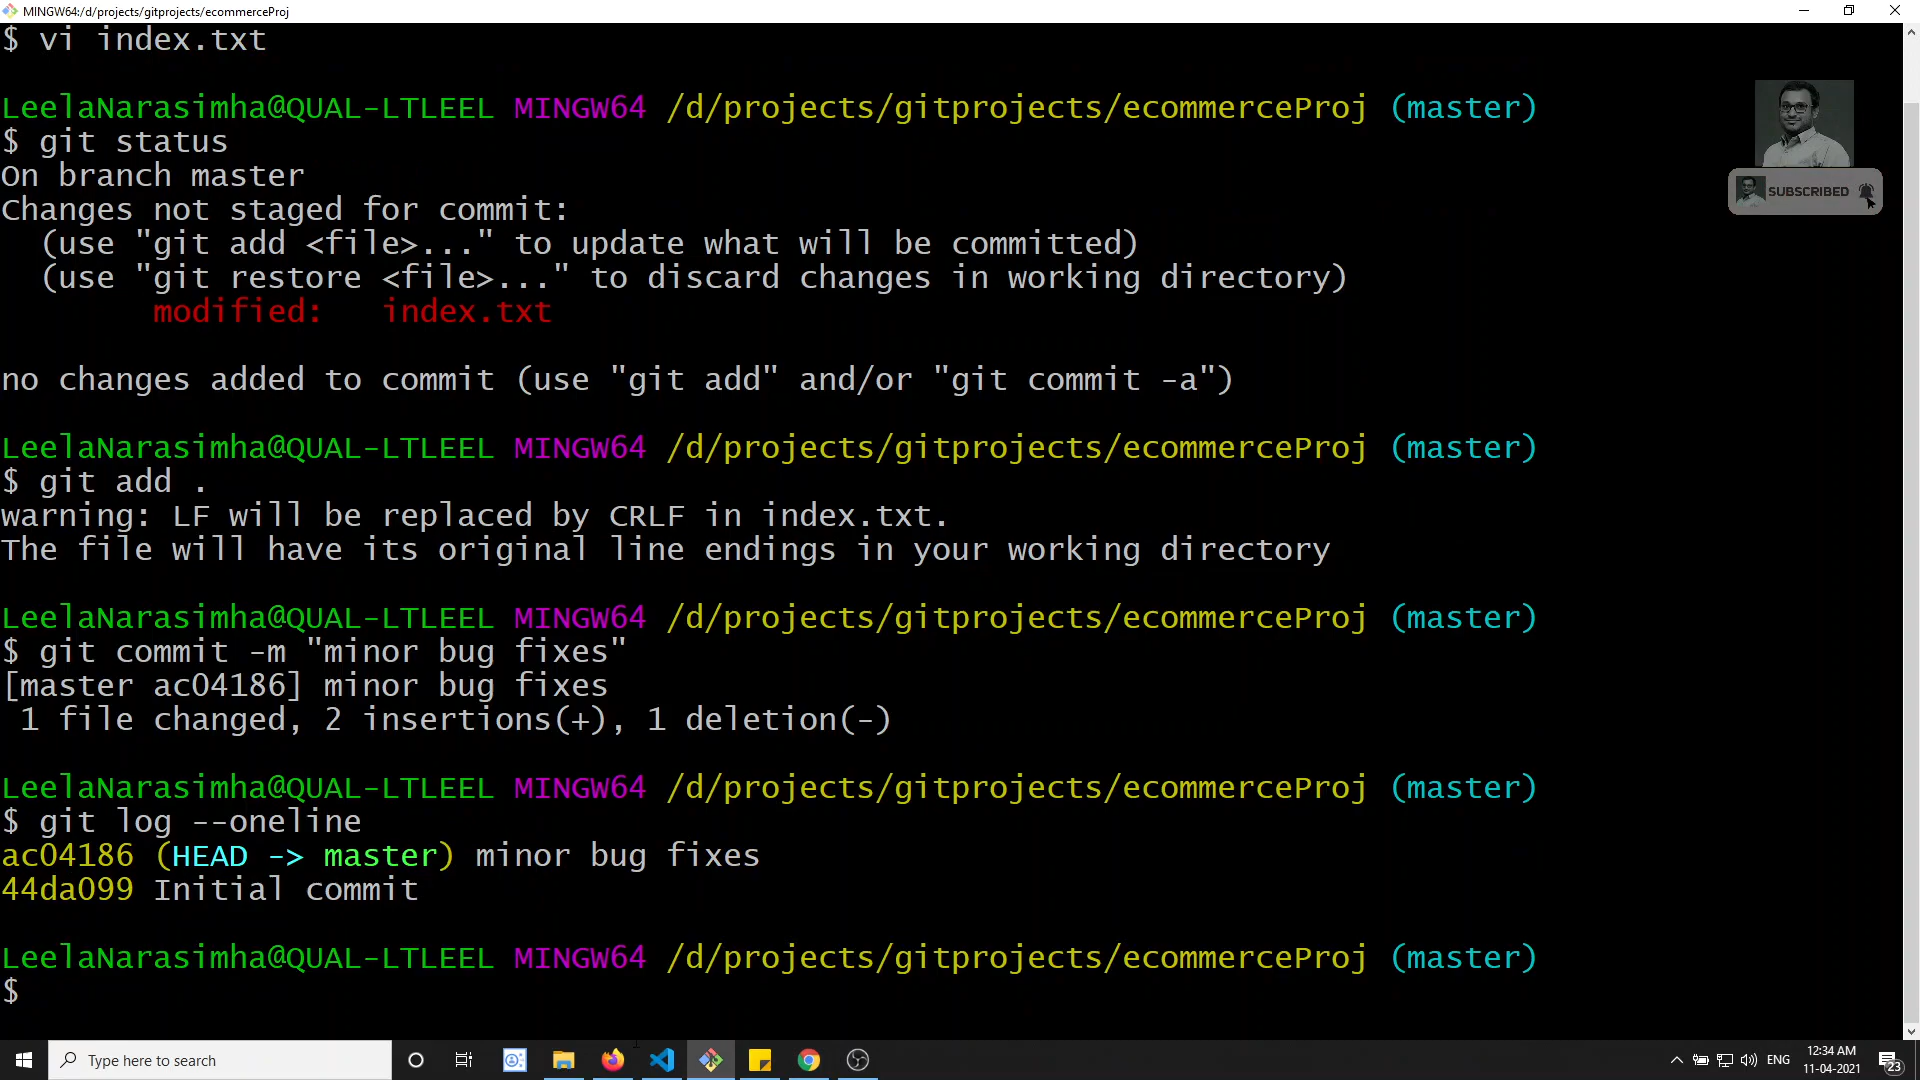 MINGW64:/d/projects/gitprojects/ecommerceProj
$ vi index.txt
LeelaNarasimha@QUAL-LTLEEL MINGW64 /d/projects/gitprojects/ecommerceProj (master)
$ git status
On branch master
Changes not staged for commit:
  (use "git add <file>..." to update what will be committed)
  (use "git restore <file>..." to discard changes in working directory)
        modified:   index.txt
no changes added to commit (use "git add" and/or "git commit -a")
LeelaNarasimha@QUAL-LTLEEL MINGW64 /d/projects/gitprojects/ecommerceProj (master)
$ git add .
warning: LF will be replaced by CRLF in index.txt.
The file will have its original line endings in your working directory
LeelaNarasimha@QUAL-LTLEEL MINGW64 /d/projects/gitprojects/ecommerceProj (master)
$ git commit -m "minor bug fixes"
[master ac04186] minor bug fixes
 1 file changed, 2 insertions(+), 1 deletion(-)
LeelaNarasimha@QUAL-LTLEEL MINGW64 /d/projects/gitprojects/ecommerceProj (master)
$ git log --oneline
ac04186 (HEAD -> master) minor bug fixes
44da099 Initial commit
LeelaNarasimha@QUAL-LTLEEL MINGW64 /d/projects/gitprojects/ecommerceProj (master)
$
SUBSCRIBED
Type here to search
ENG
12:34 AM
11-04-2021
23